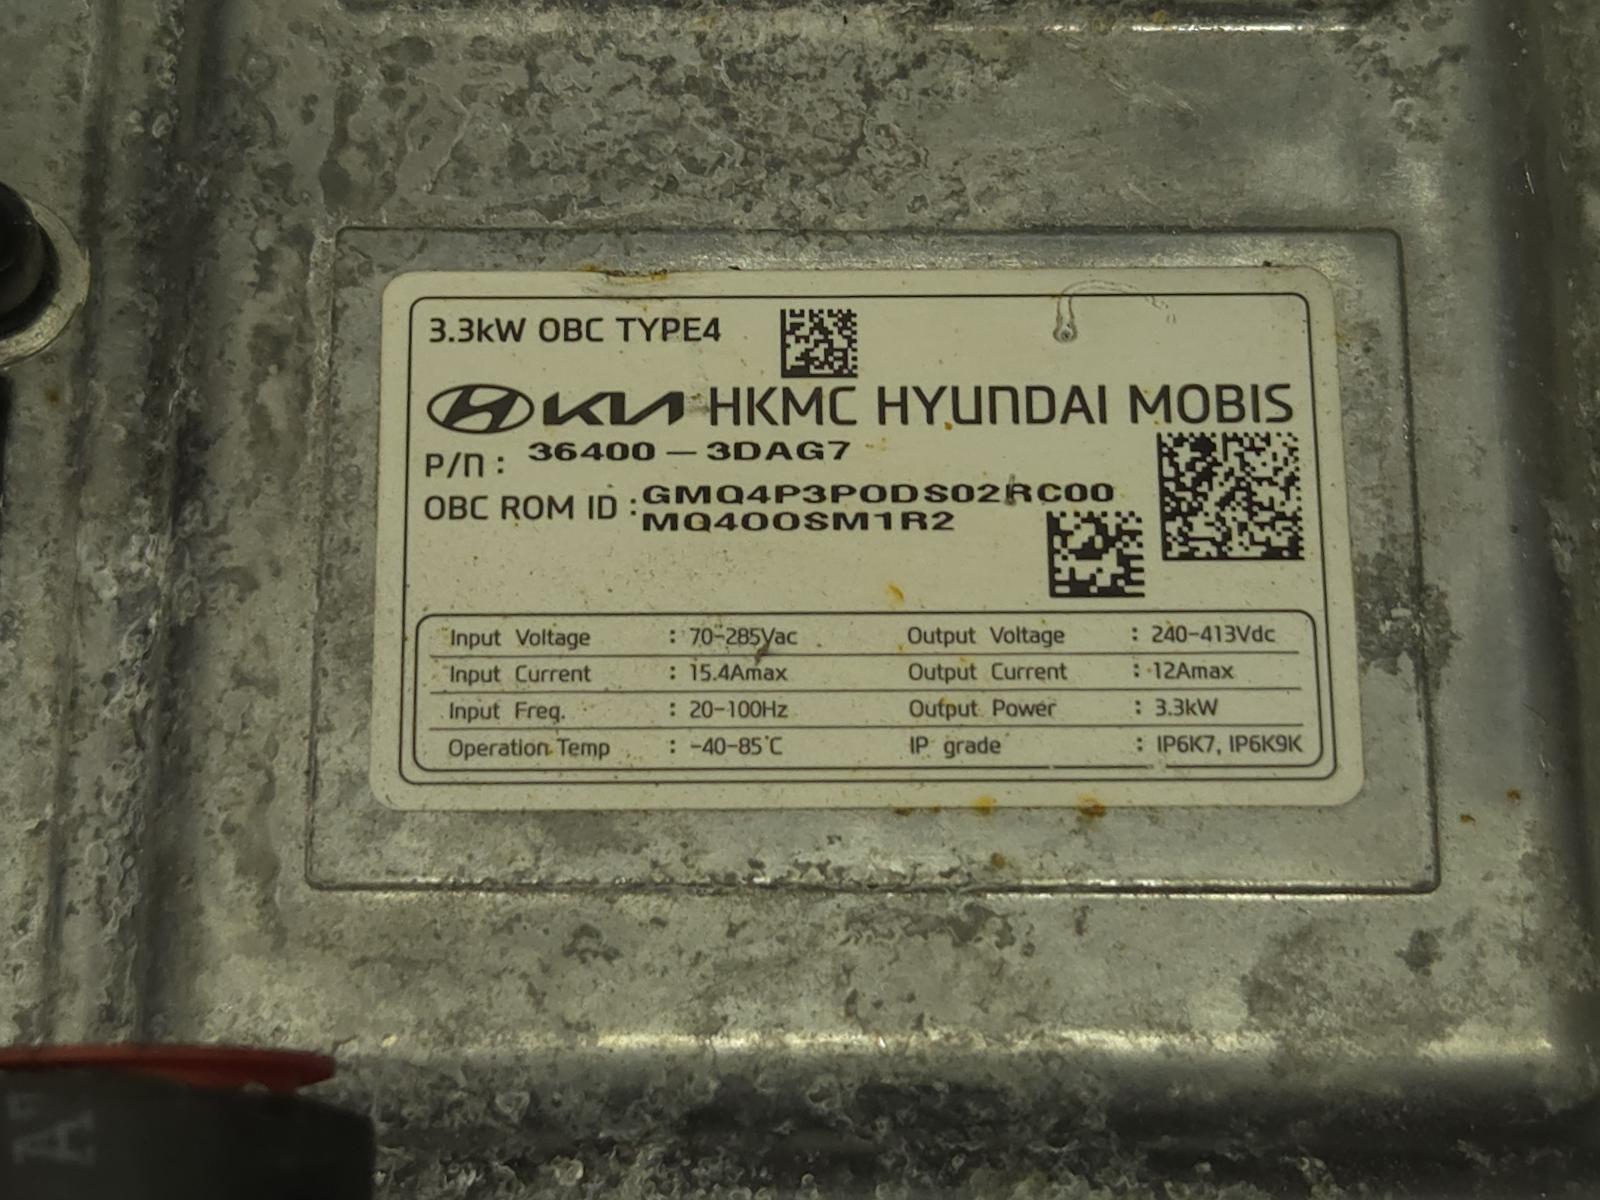 3.3kW OBC TYPE4
KIA HKMC HYUNDAI MOBIS
P/N : 36400 - 3DAG7
OBC ROM ID : GMQ4P3P0DS02RC00
MQ400SM1R2
Input Voltage : 70-285Vac Output Voltage : 240-413Vdc
Input Current : 15.4Amax Output Current : 12Amax
Input Freq. : 20-100Hz Output Power : 3.3kW
Operation Temp : -40-85°C IP grade : IP6K7, IP6K9K